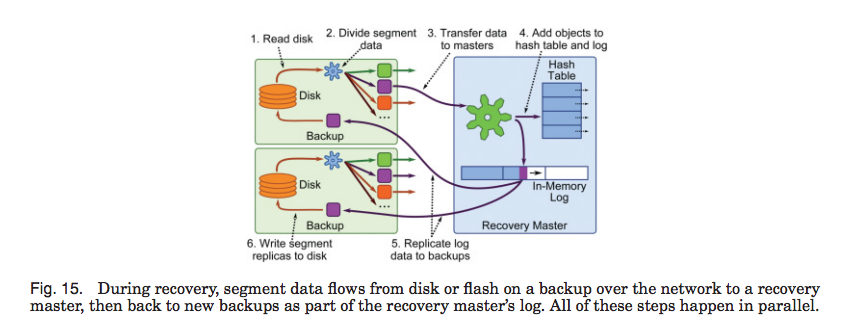 1. Read disk
2. Divide segment
data
3. Transfer data
to masters
4. Add objects to
hash table and log
Disk
Backup
...
Hash
Table
Disk
Backup
...
In-Memory
Log
Recovery Master
6. Write segment
replicas to disk
5. Replicate log
data to backups
Fig. 15. During recovery, segment data flows from disk or flash on a backup over the network to a recovery
master, then back to new backups as part of the recovery master's log. All of these steps happen in parallel.